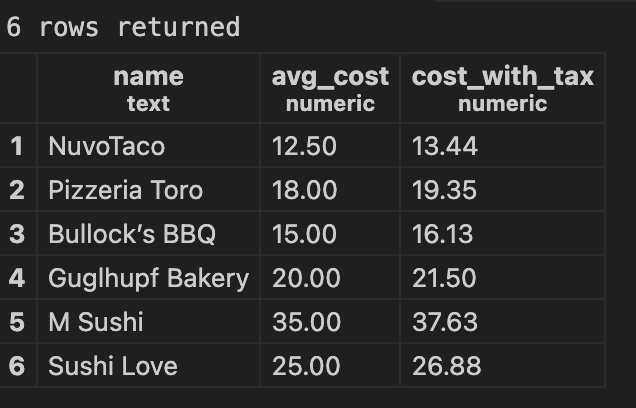 6 rows returned
name avg_cost cost_with_tax
text numeric numeric
1 NuvoTaco 12.50 13.44
2 Pizzeria Toro 18.00 19.35
3 Bullock’s BBQ 15.00 16.13
4 Guglhupf Bakery 20.00 21.50
5 M Sushi 35.00 37.63
6 Sushi Love 25.00 26.88